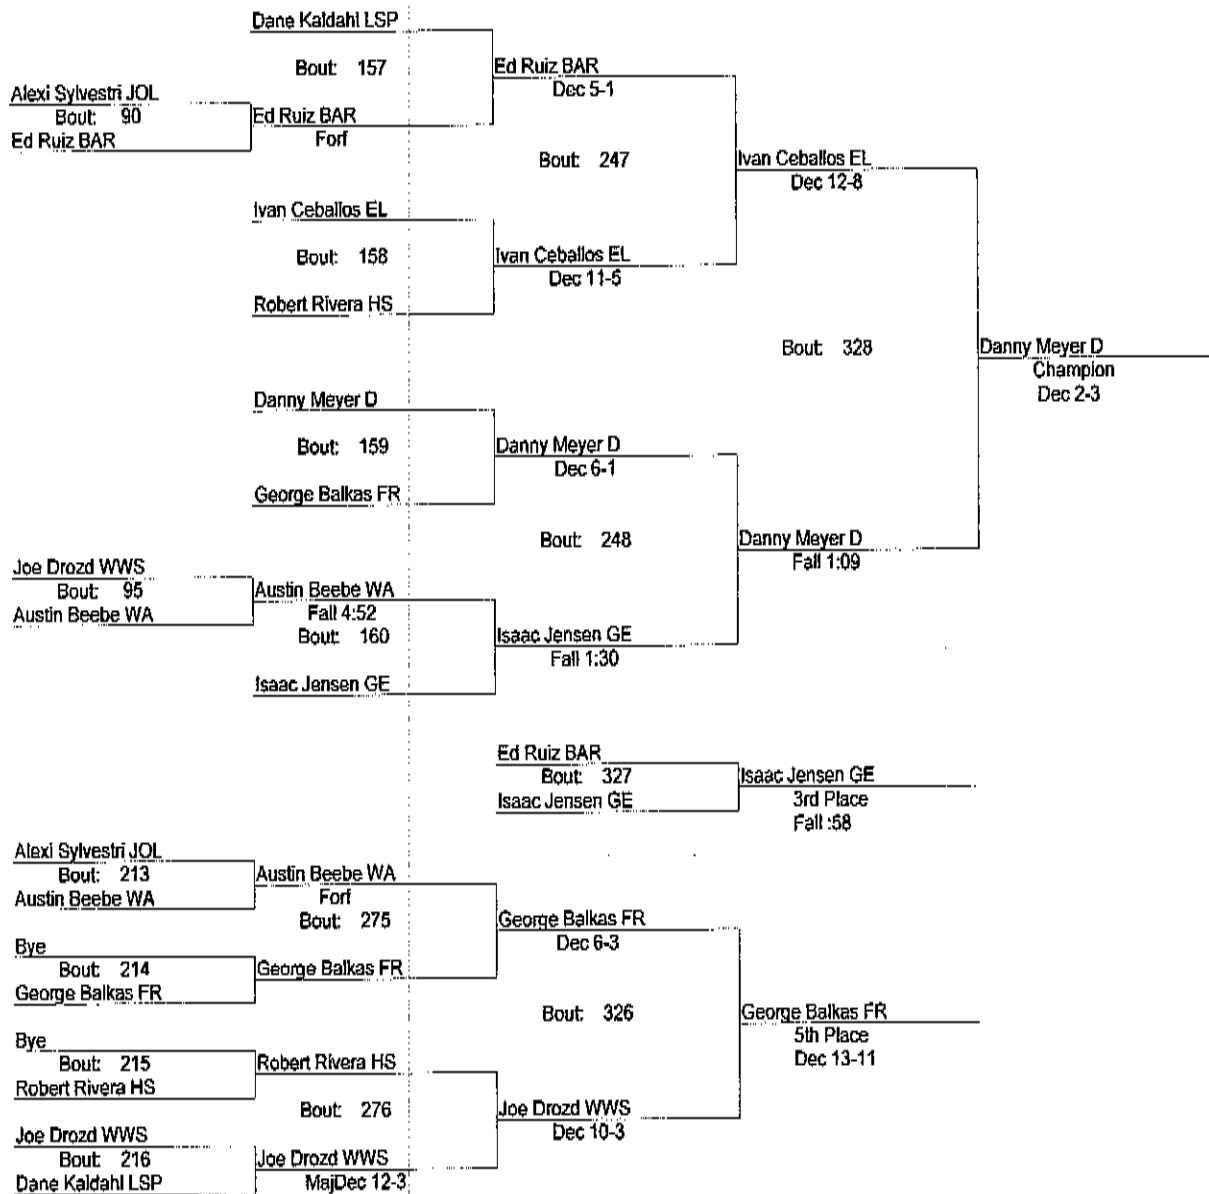 Dane Kaldahl LSP
Bout: 157
Ed Ruiz BAR
Dec 5-1
Alexi Sylvestri JOL
Bout: 90
Ed Ruiz BAR
Ed Ruiz BAR
Forf
Bout: 247
Ivan Ceballos EL
Dec 12-8
Ivan Ceballos EL
Bout: 158
Ivan Ceballos EL
Dec 11-5
Robert Rivera HS
Bout: 328
Danny Meyer D
Champion
Dec 2-3
Danny Meyer D
Bout: 159
Danny Meyer D
Dec 6-1
George Balkas FR
Bout: 248
Danny Meyer D
Fall 1:09
Joe Drozd WWS
Bout: 95
Austin Beebe WA
Austin Beebe WA
Fall 4:52
Bout: 160
Isaac Jensen GE
Fall 1:30
Isaac Jensen GE
Ed Ruiz BAR
Bout: 327
Isaac Jensen GE
Isaac Jensen GE
3rd Place
Fall :58
Alexi Sylvestri JOL
Bout: 213
Austin Beebe WA
Austin Beebe WA
Forf
Bout: 275
George Balkas FR
Dec 6-3
Bye
Bout: 214
George Balkas FR
George Balkas FR
Bout: 326
George Balkas FR
5th Place
Dec 13-11
Bye
Bout: 215
Robert Rivera HS
Robert Rivera HS
Bout: 276
Joe Drozd WWS
Dec 10-3
Joe Drozd WWS
Bout: 216
Dane Kaldahl LSP
Joe Drozd WWS
MajDec 12-3